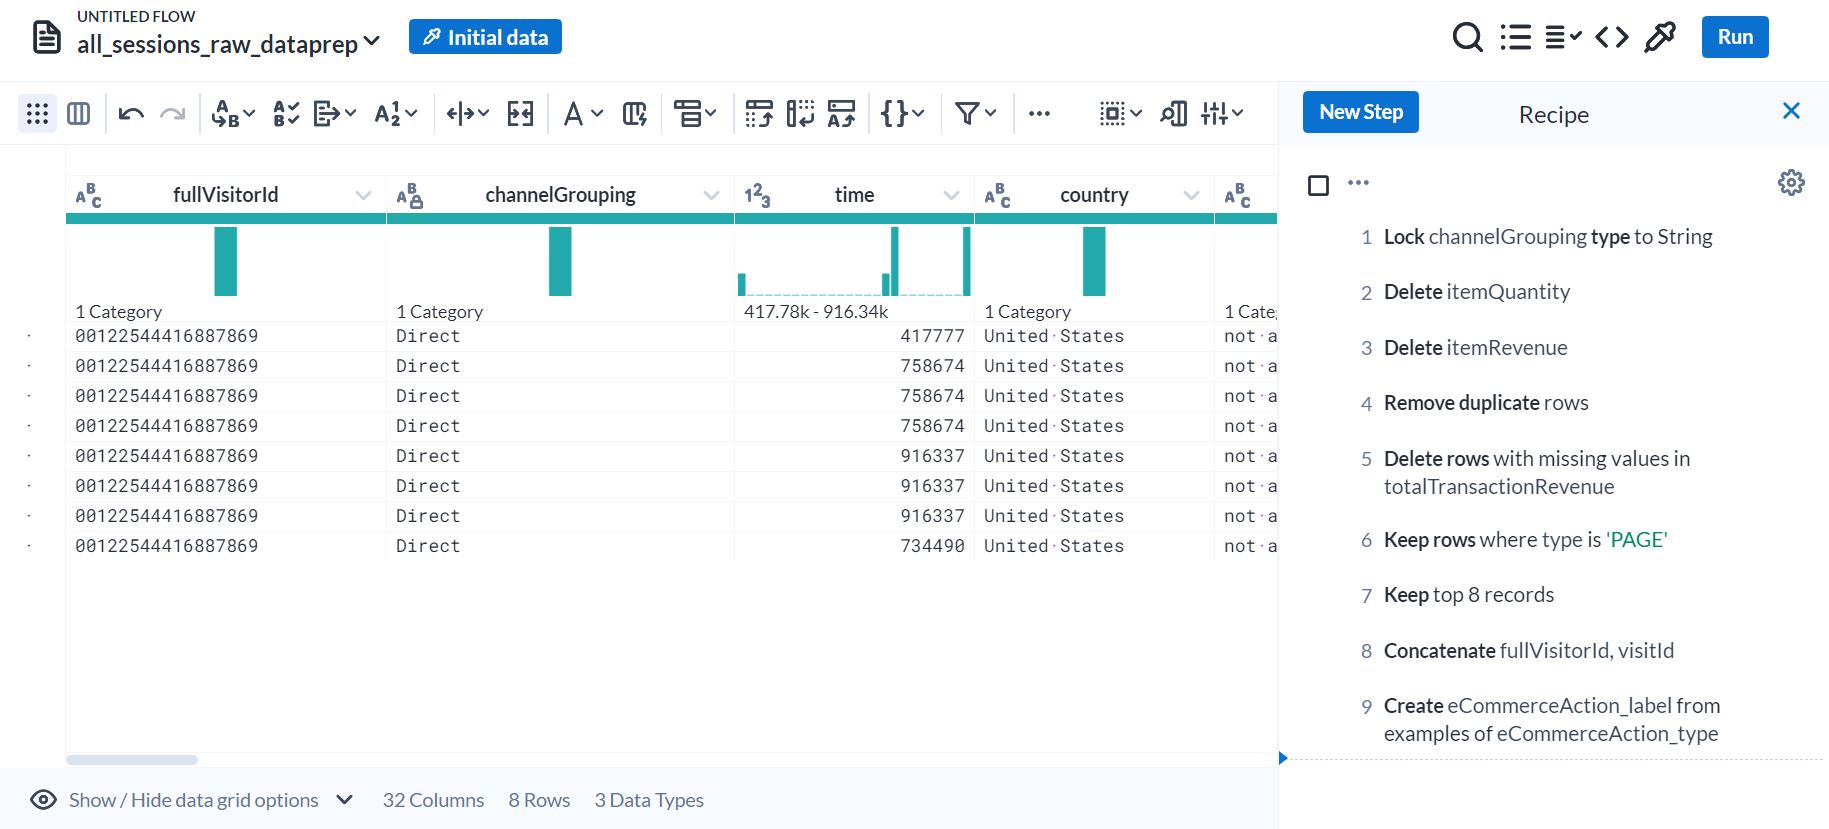 UNTITLED FLOW
all_sessions_raw_dataprep
Initial data
Run
New Step
Recipe
fullVisitorId
channelGrouping
time
country
1 Category
1 Category
417.78k - 916.34k
1 Category
1 Cate
00122544416887869 Direct 417777 United·States not·a
00122544416887869 Direct 758674 United·States not·a
00122544416887869 Direct 758674 United·States not·a
00122544416887869 Direct 758674 United·States not·a
00122544416887869 Direct 916337 United·States not·a
00122544416887869 Direct 916337 United·States not·a
00122544416887869 Direct 916337 United·States not·a
00122544416887869 Direct 734490 United·States not·a
Show / Hide data grid options
32 Columns
8 Rows
3 Data Types
1 Lock channelGrouping type to String
2 Delete itemQuantity
3 Delete itemRevenue
4 Remove duplicate rows
5 Delete rows with missing values in
totalTransactionRevenue
6 Keep rows where type is 'PAGE'
7 Keep top 8 records
8 Concatenate fullVisitorId, visitId
9 Create eCommerceAction_label from
examples of eCommerceAction_type